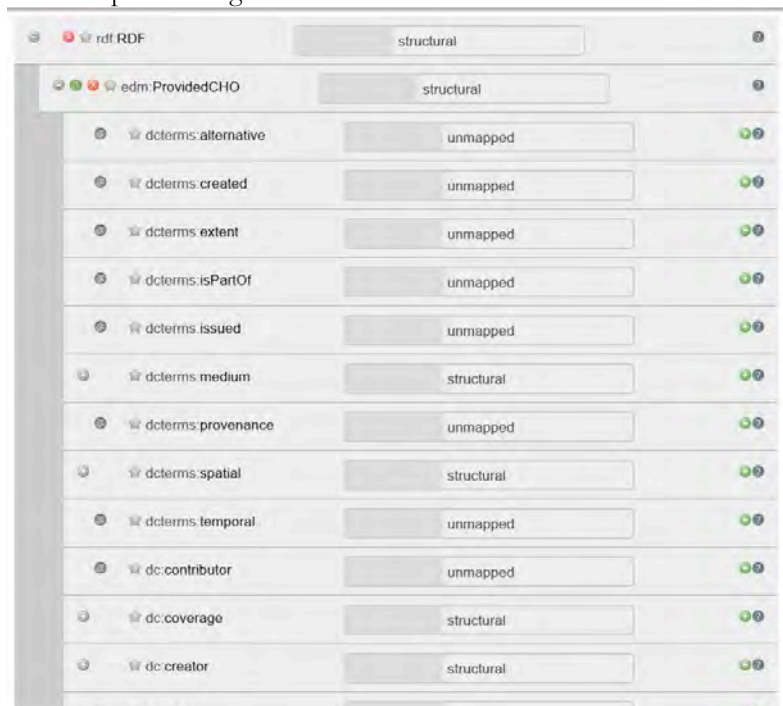 rdf:RDF structural
edm:ProvidedCHO structural
dcterms:alternative unmapped
dcterms:created unmapped
dcterms:extent unmapped
dcterms:isPartOf unmapped
dcterms:issued unmapped
dcterms:medium structural
dcterms:provenance unmapped
dcterms:spatial structural
dcterms:temporal unmapped
dc:contributor unmapped
dc:coverage structural
dc:creator structural